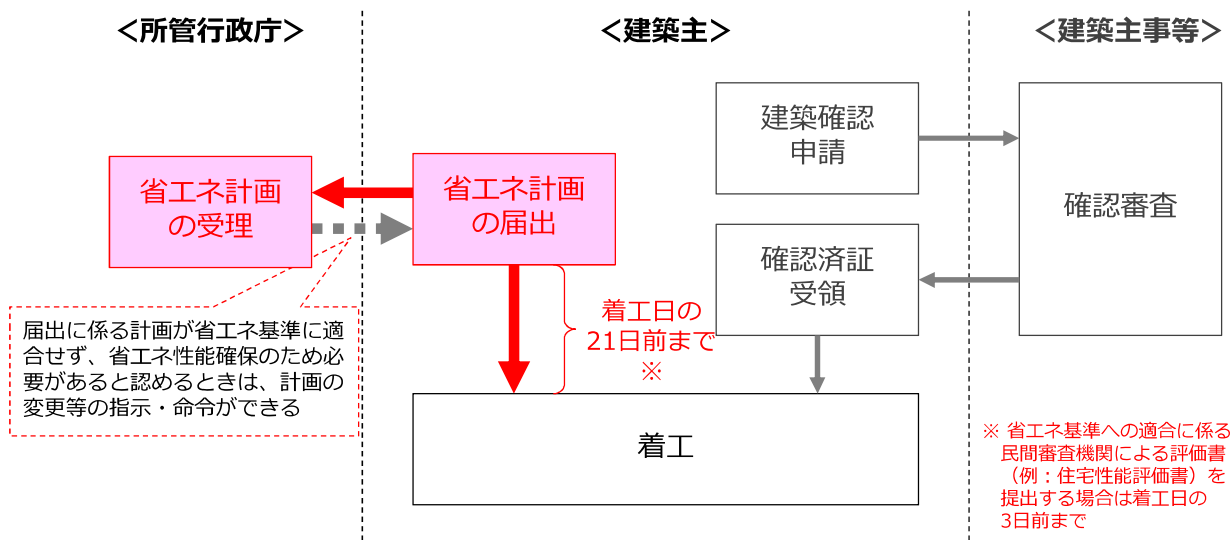 ＜所管行政庁＞
＜建築主＞
＜建築主事等＞
省エネ計画
の受理
省エネ計画
の届出
建築確認
申請
確認審査
確認済証
受領
着工日の
21日前まで
※
届出に係る計画が省エネ基準に適
合せず、省エネ性能確保のため必
要があると認めるときは、計画の
変更等の指示・命令ができる
着工
※ 省エネ基準への適合に係る
民間審査機関による評価書
（例：住宅性能評価書）を
提出する場合は着工日の
3日前まで